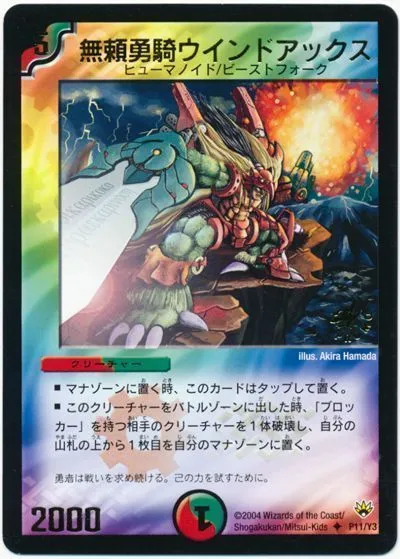 5
無頼勇騎ウインドアックス
ヒューマノイド/ビーストフォーク
illus. Akira Hamada
クリーチャー
■ マナゾーンに置く時、このカードはタップして置く。
■ このクリーチャーをバトルゾーンに出した時、「ブロッ
カー」を持つ相手のクリーチャーを1体破壊し、自分の
山札の上から1枚目を自分のマナゾーンに置く。
勇者は戦いを求め続ける。己の力を試すために。
2000
1
©2004 Wizards of the Coast/
Shogakukan/Mitsui-Kids
P11/Y3